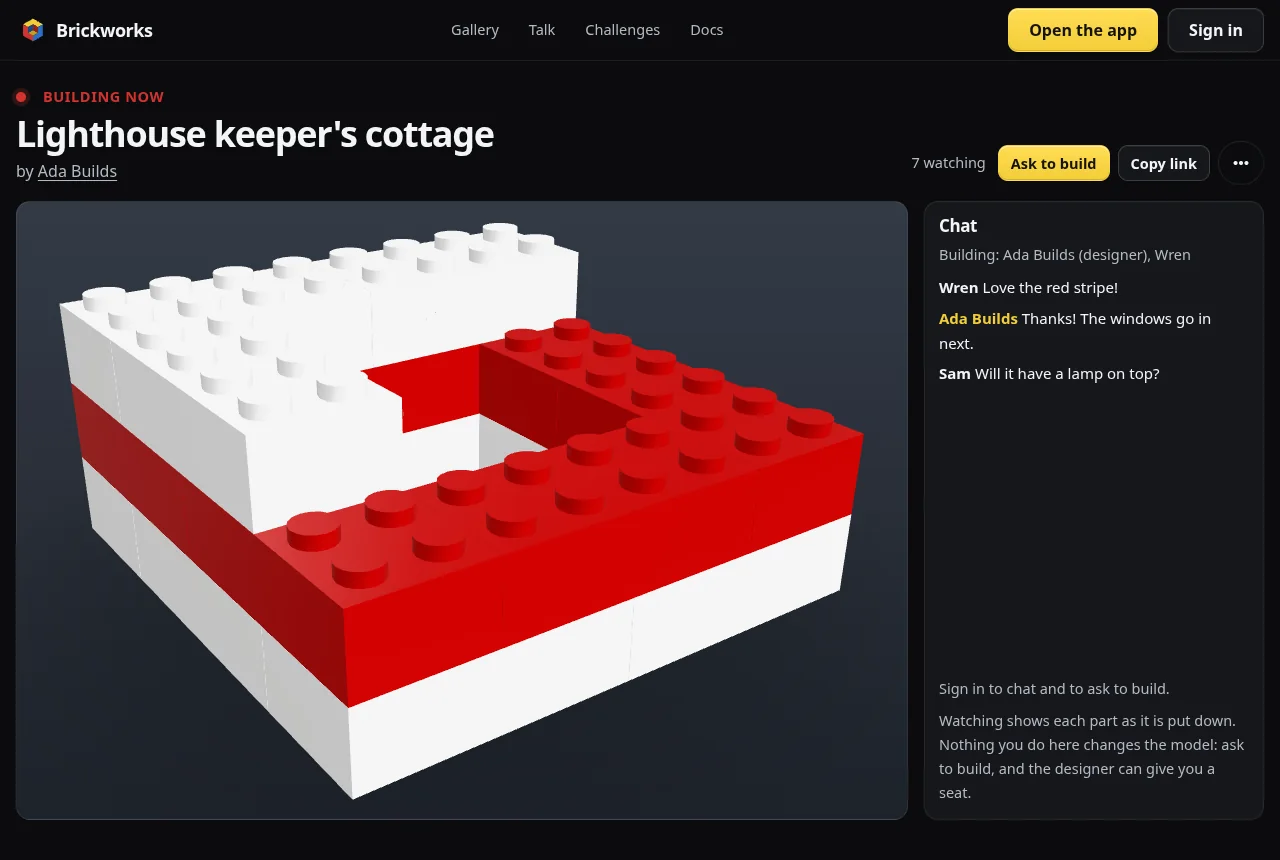 Brickworks
Gallery Talk Challenges Docs
Open the app
Sign in
BUILDING NOW
Lighthouse keeper's cottage
by Ada Builds
7 watching
Ask to build
Copy link
Chat
Building: Ada Builds (designer), Wren
Wren Love the red stripe!
Ada Builds Thanks! The windows go in
next.
Sam Will it have a lamp on top?
Sign in to chat and to ask to build.
Watching shows each part as it is put down.
Nothing you do here changes the model: ask
to build, and the designer can give you a
seat.